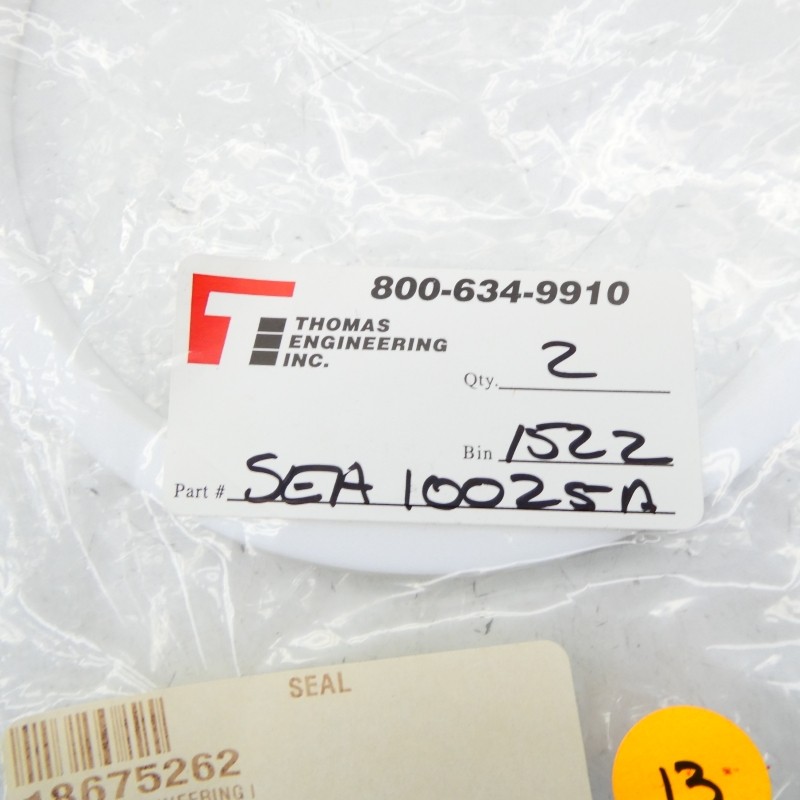 800-634-9910
THOMAS
ENGINEERING
INC.
Qty. 2
Bin 1522
Part # SEA 10025A
SEAL
18675262
13